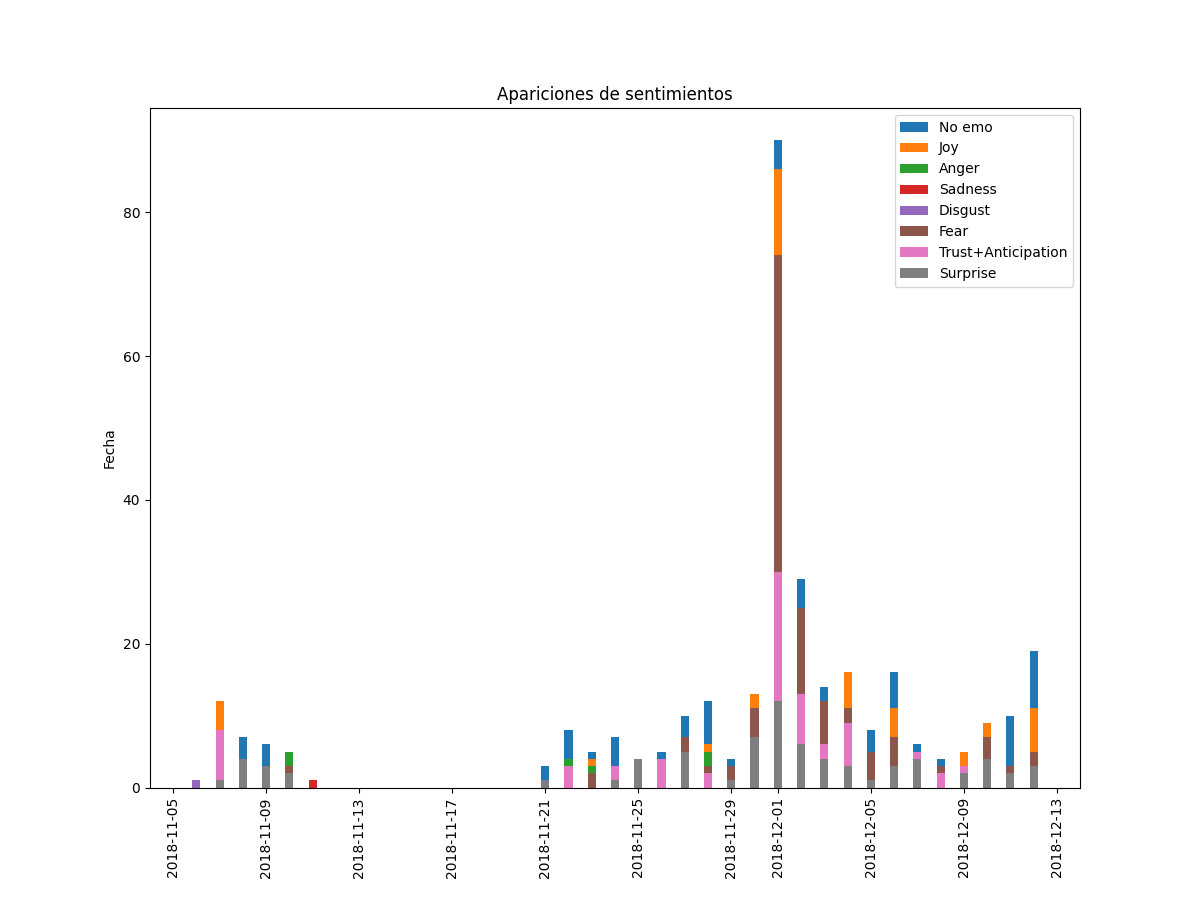 Apariciones de sentimientos
No emo
Joy
Anger
Sadness
Disgust
Fear
Trust+Anticipation
Surprise
Fecha
80
60
40
20
0
2018-11-05
2018-11-09
2018-11-13
2018-11-17
2018-11-21
2018-11-25
2018-11-29
2018-12-01
2018-12-05
2018-12-09
2018-12-13